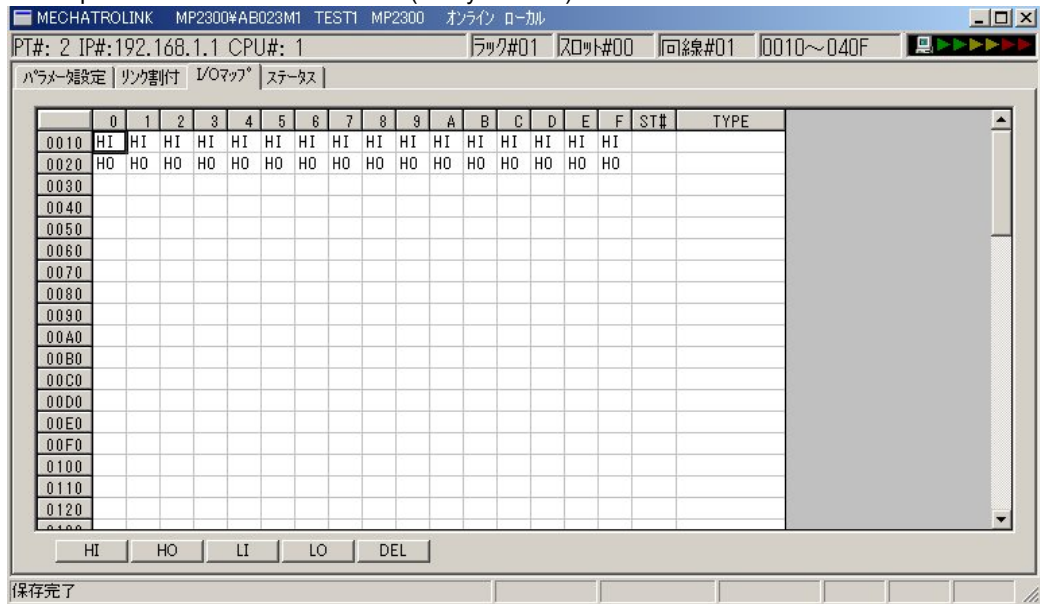 MECHATROLINK MP2300¥AB023M1 TEST1 MP2300 オンライン ローカル
PT#: 2 IP#:192.168.1.1 CPU#: 1 ラック#01 スロット#00 回線#01 0010～040F
パラメータ設定 リンク割付 I/Oマップ ステータス
0 1 2 3 4 5 6 7 8 9 A B C D E F ST# TYPE
0010 HI HI HI HI HI HI HI HI HI HI HI HI HI HI HI HI
0020 HO HO HO HO HO HO HO HO HO HO HO HO HO HO HO HO
0030
0040
0050
0060
0070
0080
0090
00A0
00B0
00C0
00D0
00E0
00F0
0100
0110
0120
HI HO LI LO DEL
保存完了